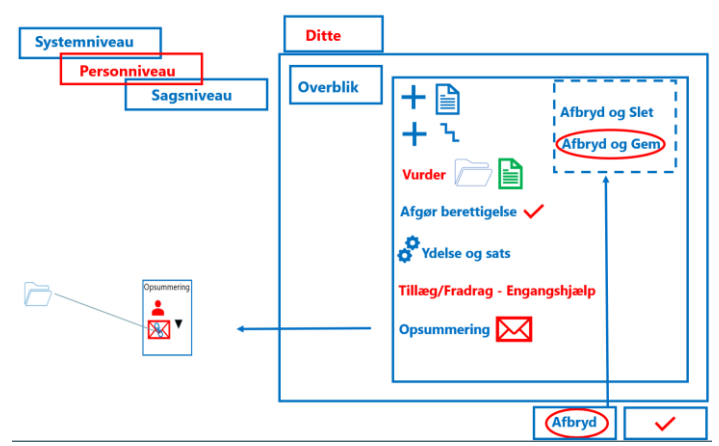 Systemniveau
Personniveau
Sagsniveau
Ditte
Overblik
Afbryd og Slet
Afbryd og Gem
Vurder
Afgør berettigelse
Ydelse og sats
Tillæg/Fradrag - Engangshjælp
Opsummering
Opsummering
Afbryd